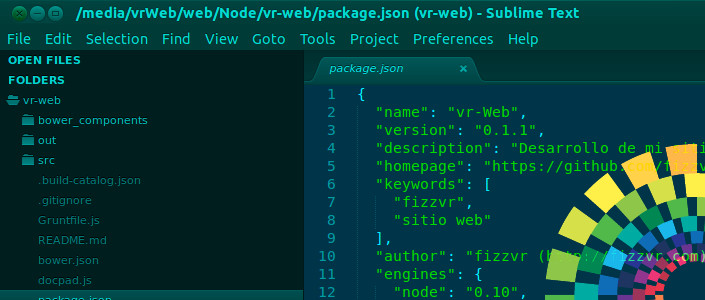 /media/vrWeb/web/Node/vr-web/package.json (vr-web) - Sublime Text
File Edit Selection Find View Goto Tools Project Preferences Help
OPEN FILES
FOLDERS
vr-web
bower_components
out
src
.build-catalog.json
.gitignore
Gruntfile.js
README.md
bower.json
docpad.js
package.json
package.json
1 {
2 "name": "vr-Web",
3 "version": "0.1.1",
4 "description": "Desarrollo de mi
5 "homepage": "https://github.
6 "keywords": [
7 "fizzvr",
8 "sitio web"
9 ],
10 "author": "fizzvr (http://fizzvr.com)
11 "engines": {
12 "node": "0.10",